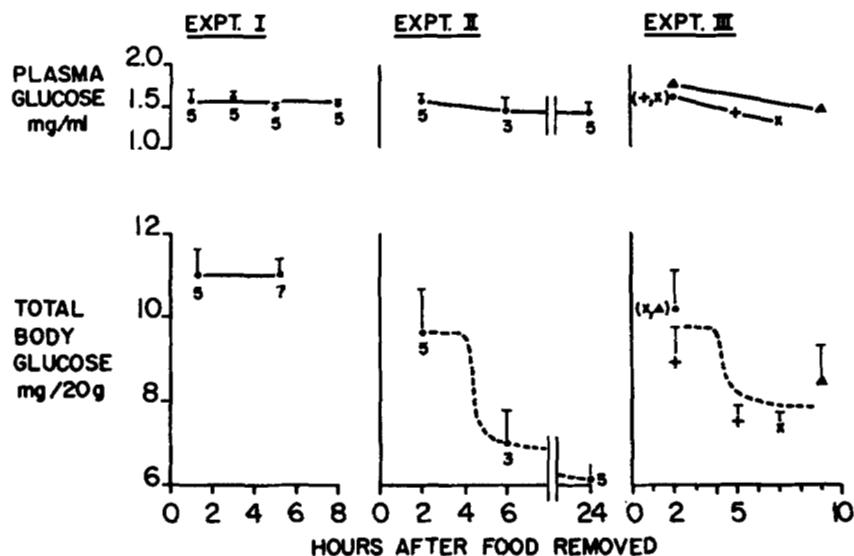 EXPT. I EXPT. II EXPT. III
PLASMA
GLUCOSE
mg/ml
2.0
1.5
1.0
5 5 5 5
5 3 5
(+,x)
+ x
TOTAL
BODY
GLUCOSE
mg/20g
12
10
8
6
5 7
5
3
5
(x,▲)
+
+ x
0 2 4 6 8 0 2 4 6 24 0 5 10
HOURS AFTER FOOD REMOVED